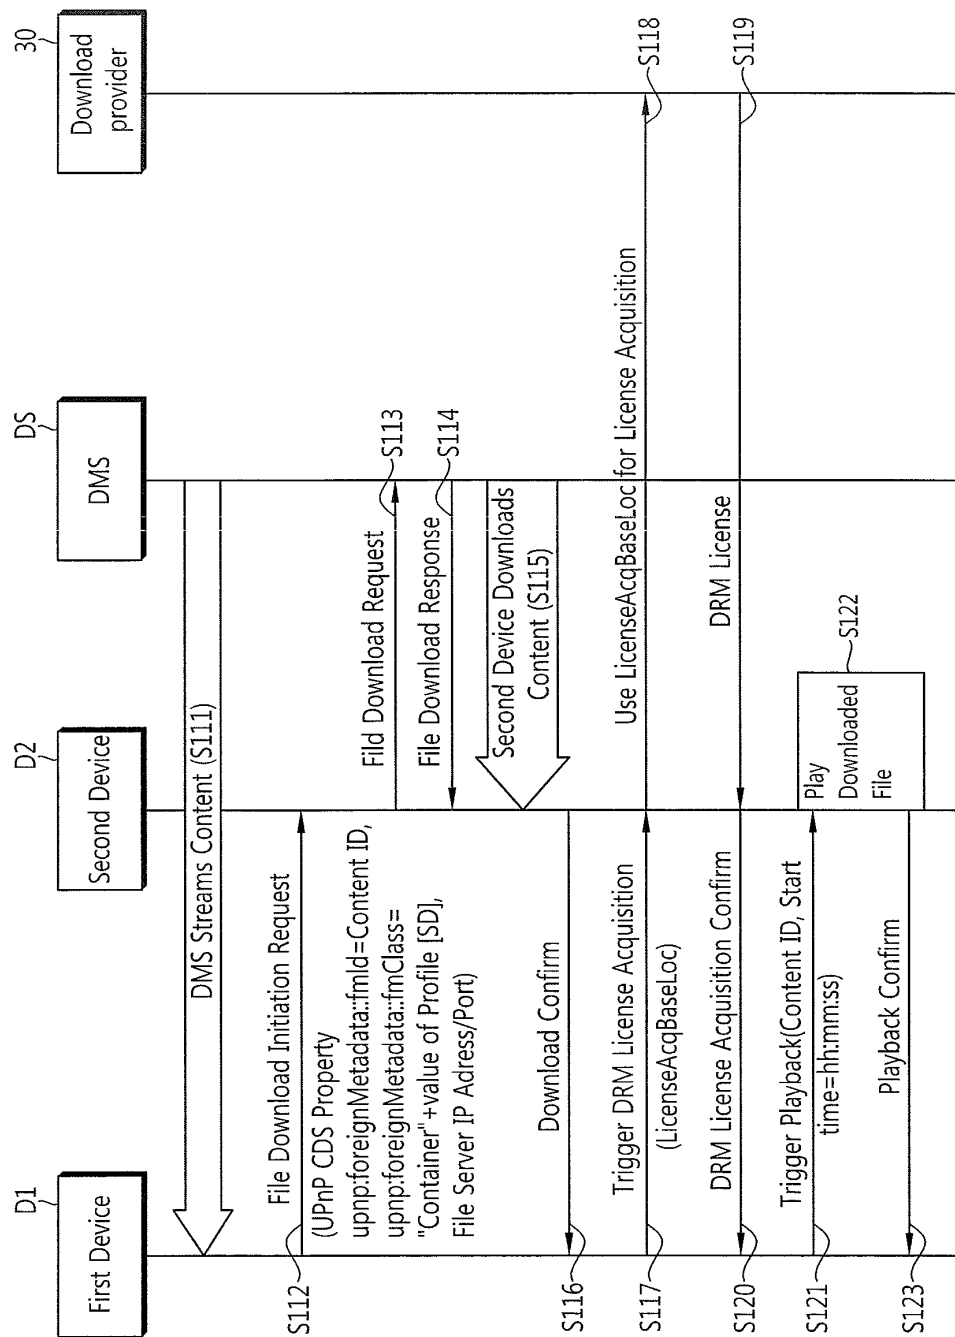 D1
First Device
D2
Second Device
DS
DMS
30
Download
provider
DMS Streams Content (S111)
File Download Initiation Request
(UPnP CDS Property
upnp:foreignMetadata::fmId=Content ID,
upnp:foreignMetadata::fmClass=
"Container"+value of Profile [SD],
File Server IP Adress/Port)
S112
Fild Download Request
S113
File Download Response
S114
Second Device Downloads
Content (S115)
Download Confirm
S116
Trigger DRM License Acquisition
(LicenseAcqBaseLoc)
S117
Use LicenseAcqBaseLoc for License Acquisition
S118
DRM License
S119
DRM License Acquisition Confirm
S120
Trigger Playback(Content ID, Start
time=hh:mm:ss)
S121
Play
Downloaded
File
S122
Playback Confirm
S123